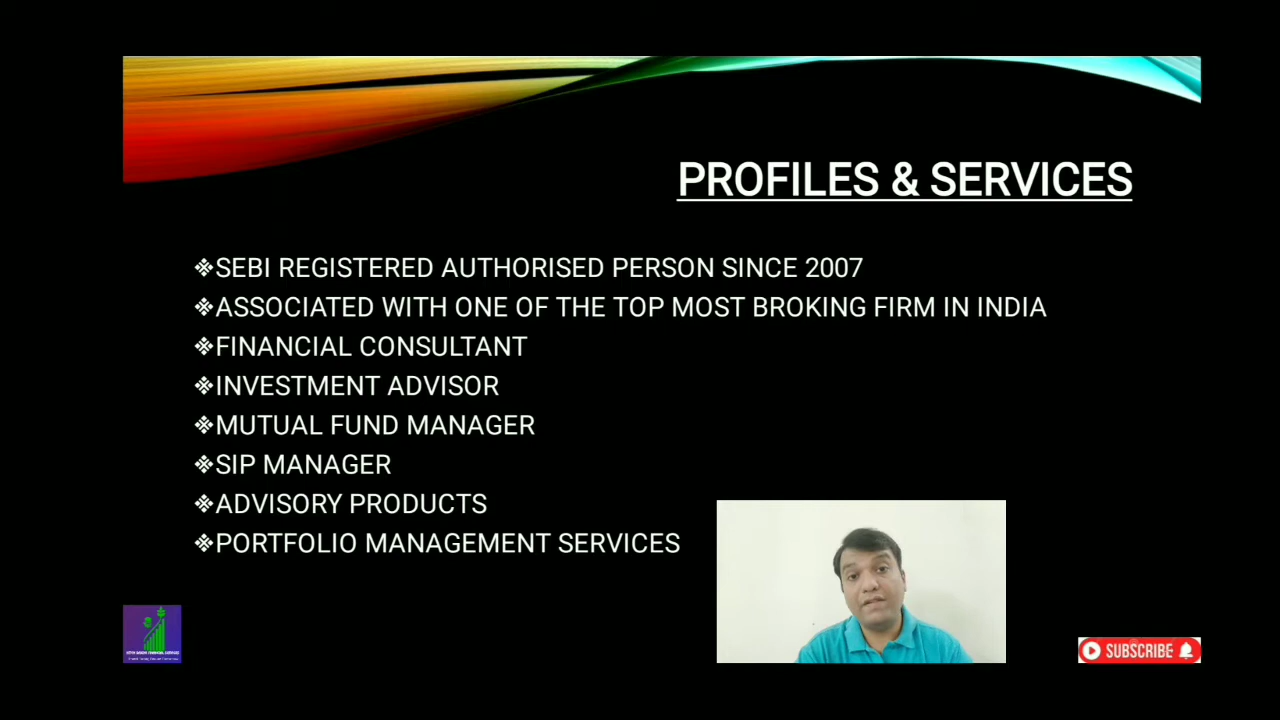 PROFILES & SERVICES
❖SEBI REGISTERED AUTHORISED PERSON SINCE 2007
❖ASSOCIATED WITH ONE OF THE TOP MOST BROKING FIRM IN INDIA
❖FINANCIAL CONSULTANT
❖INVESTMENT ADVISOR
❖MUTUAL FUND MANAGER
❖SIP MANAGER
❖ADVISORY PRODUCTS
❖PORTFOLIO MANAGEMENT SERVICES
SUBSCRIBE